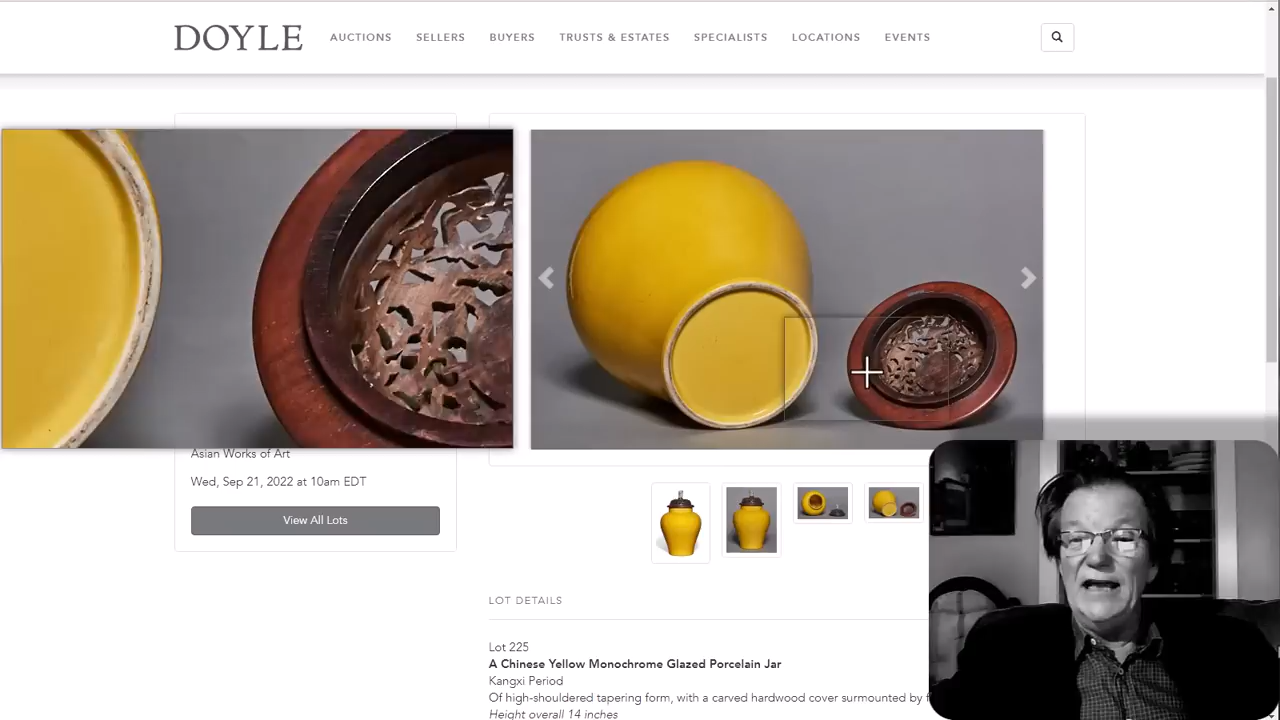 DOYLE
AUCTIONS SELLERS BUYERS TRUSTS & ESTATES SPECIALISTS LOCATIONS EVENTS
Asian Works of Art
Wed, Sep 21, 2022 at 10am EDT
View All Lots
LOT DETAILS
Lot 225
A Chinese Yellow Monochrome Glazed Porcelain Jar
Kangxi Period
Of high-shouldered tapering form, with a carved hardwood cover surmounted by
Height overall 14 inches